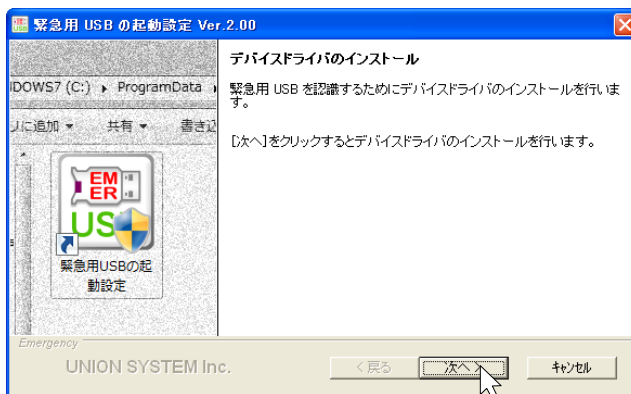 緊急用 USB の起動設定 Ver.2.00
デバイスドライバのインストール
DOWS7 (C:) ▸ ProgramData ▸
緊急用 USB を認識するためにデバイスドライバのインストールを行いま
す。
リに追加 ▼ 共有 ▼ 書き込
[次へ]をクリックするとデバイスドライバのインストールを行います。
EM
ER
USB
緊急用USBの起
動設定
Emergency
UNION SYSTEM Inc.
< 戻る
次へ >
キャンセル